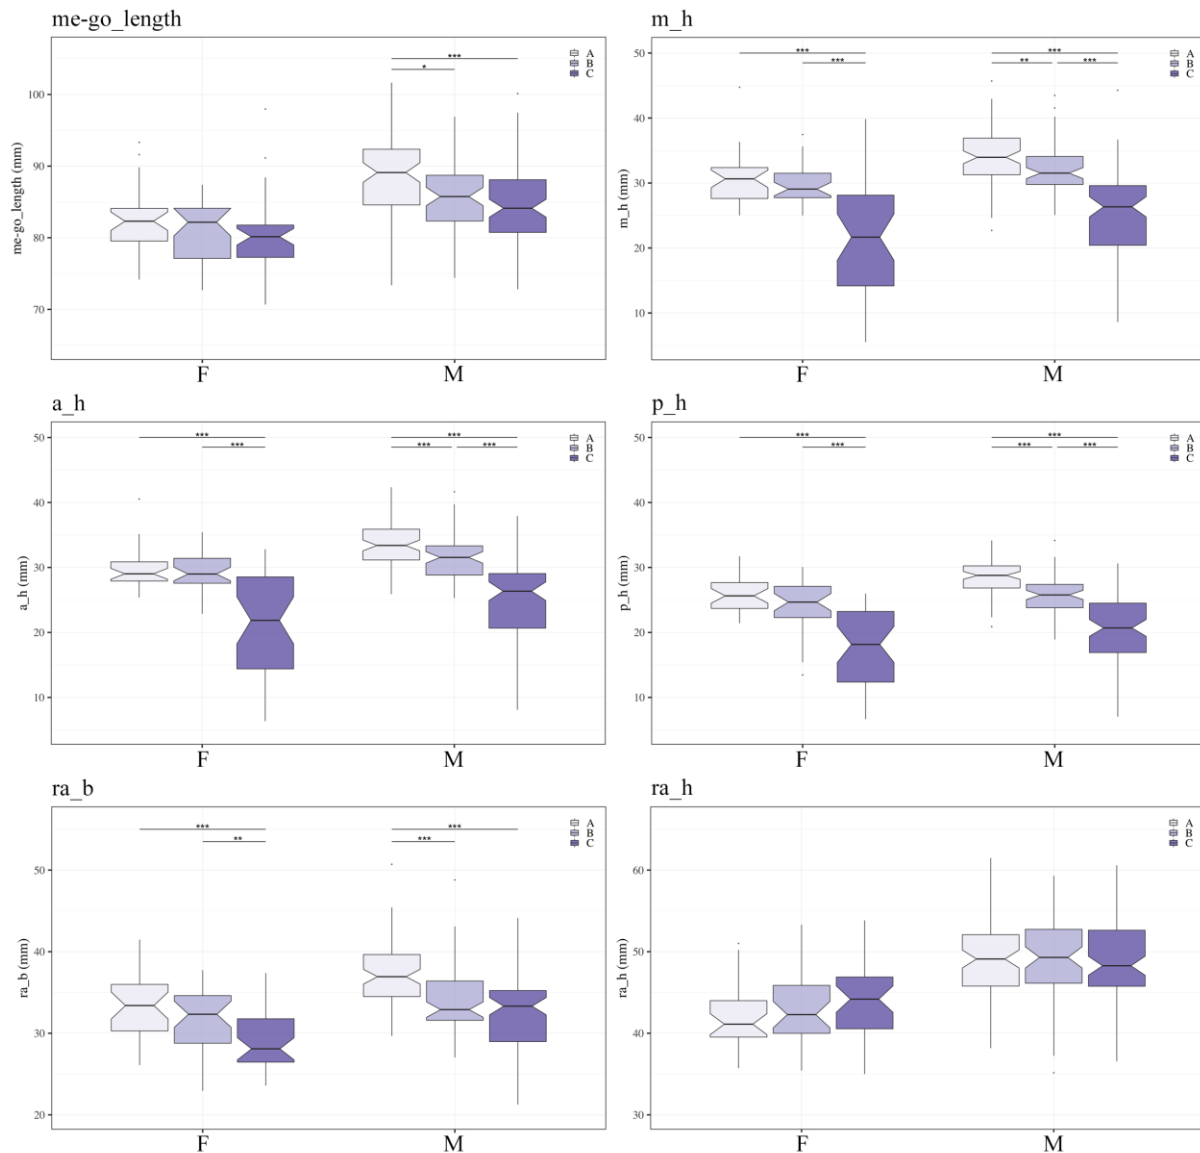 me-go_length
me-go_length (mm)
100
90
80
70
*** 
*
A
B
C
F M
m_h
m_h (mm)
50
40
30
20
10
*** ***
*** ** ***
A
B
C
F M
a_h
a_h (mm)
50
40
30
20
10
*** ***
*** *** ***
A
B
C
F M
p_h
p_h (mm)
50
40
30
20
10
*** ***
*** *** ***
A
B
C
F M
ra_b
ra_b (mm)
50
40
30
20
*** ***
** ***
A
B
C
F M
ra_h
ra_h (mm)
60
50
40
30
A
B
C
F M